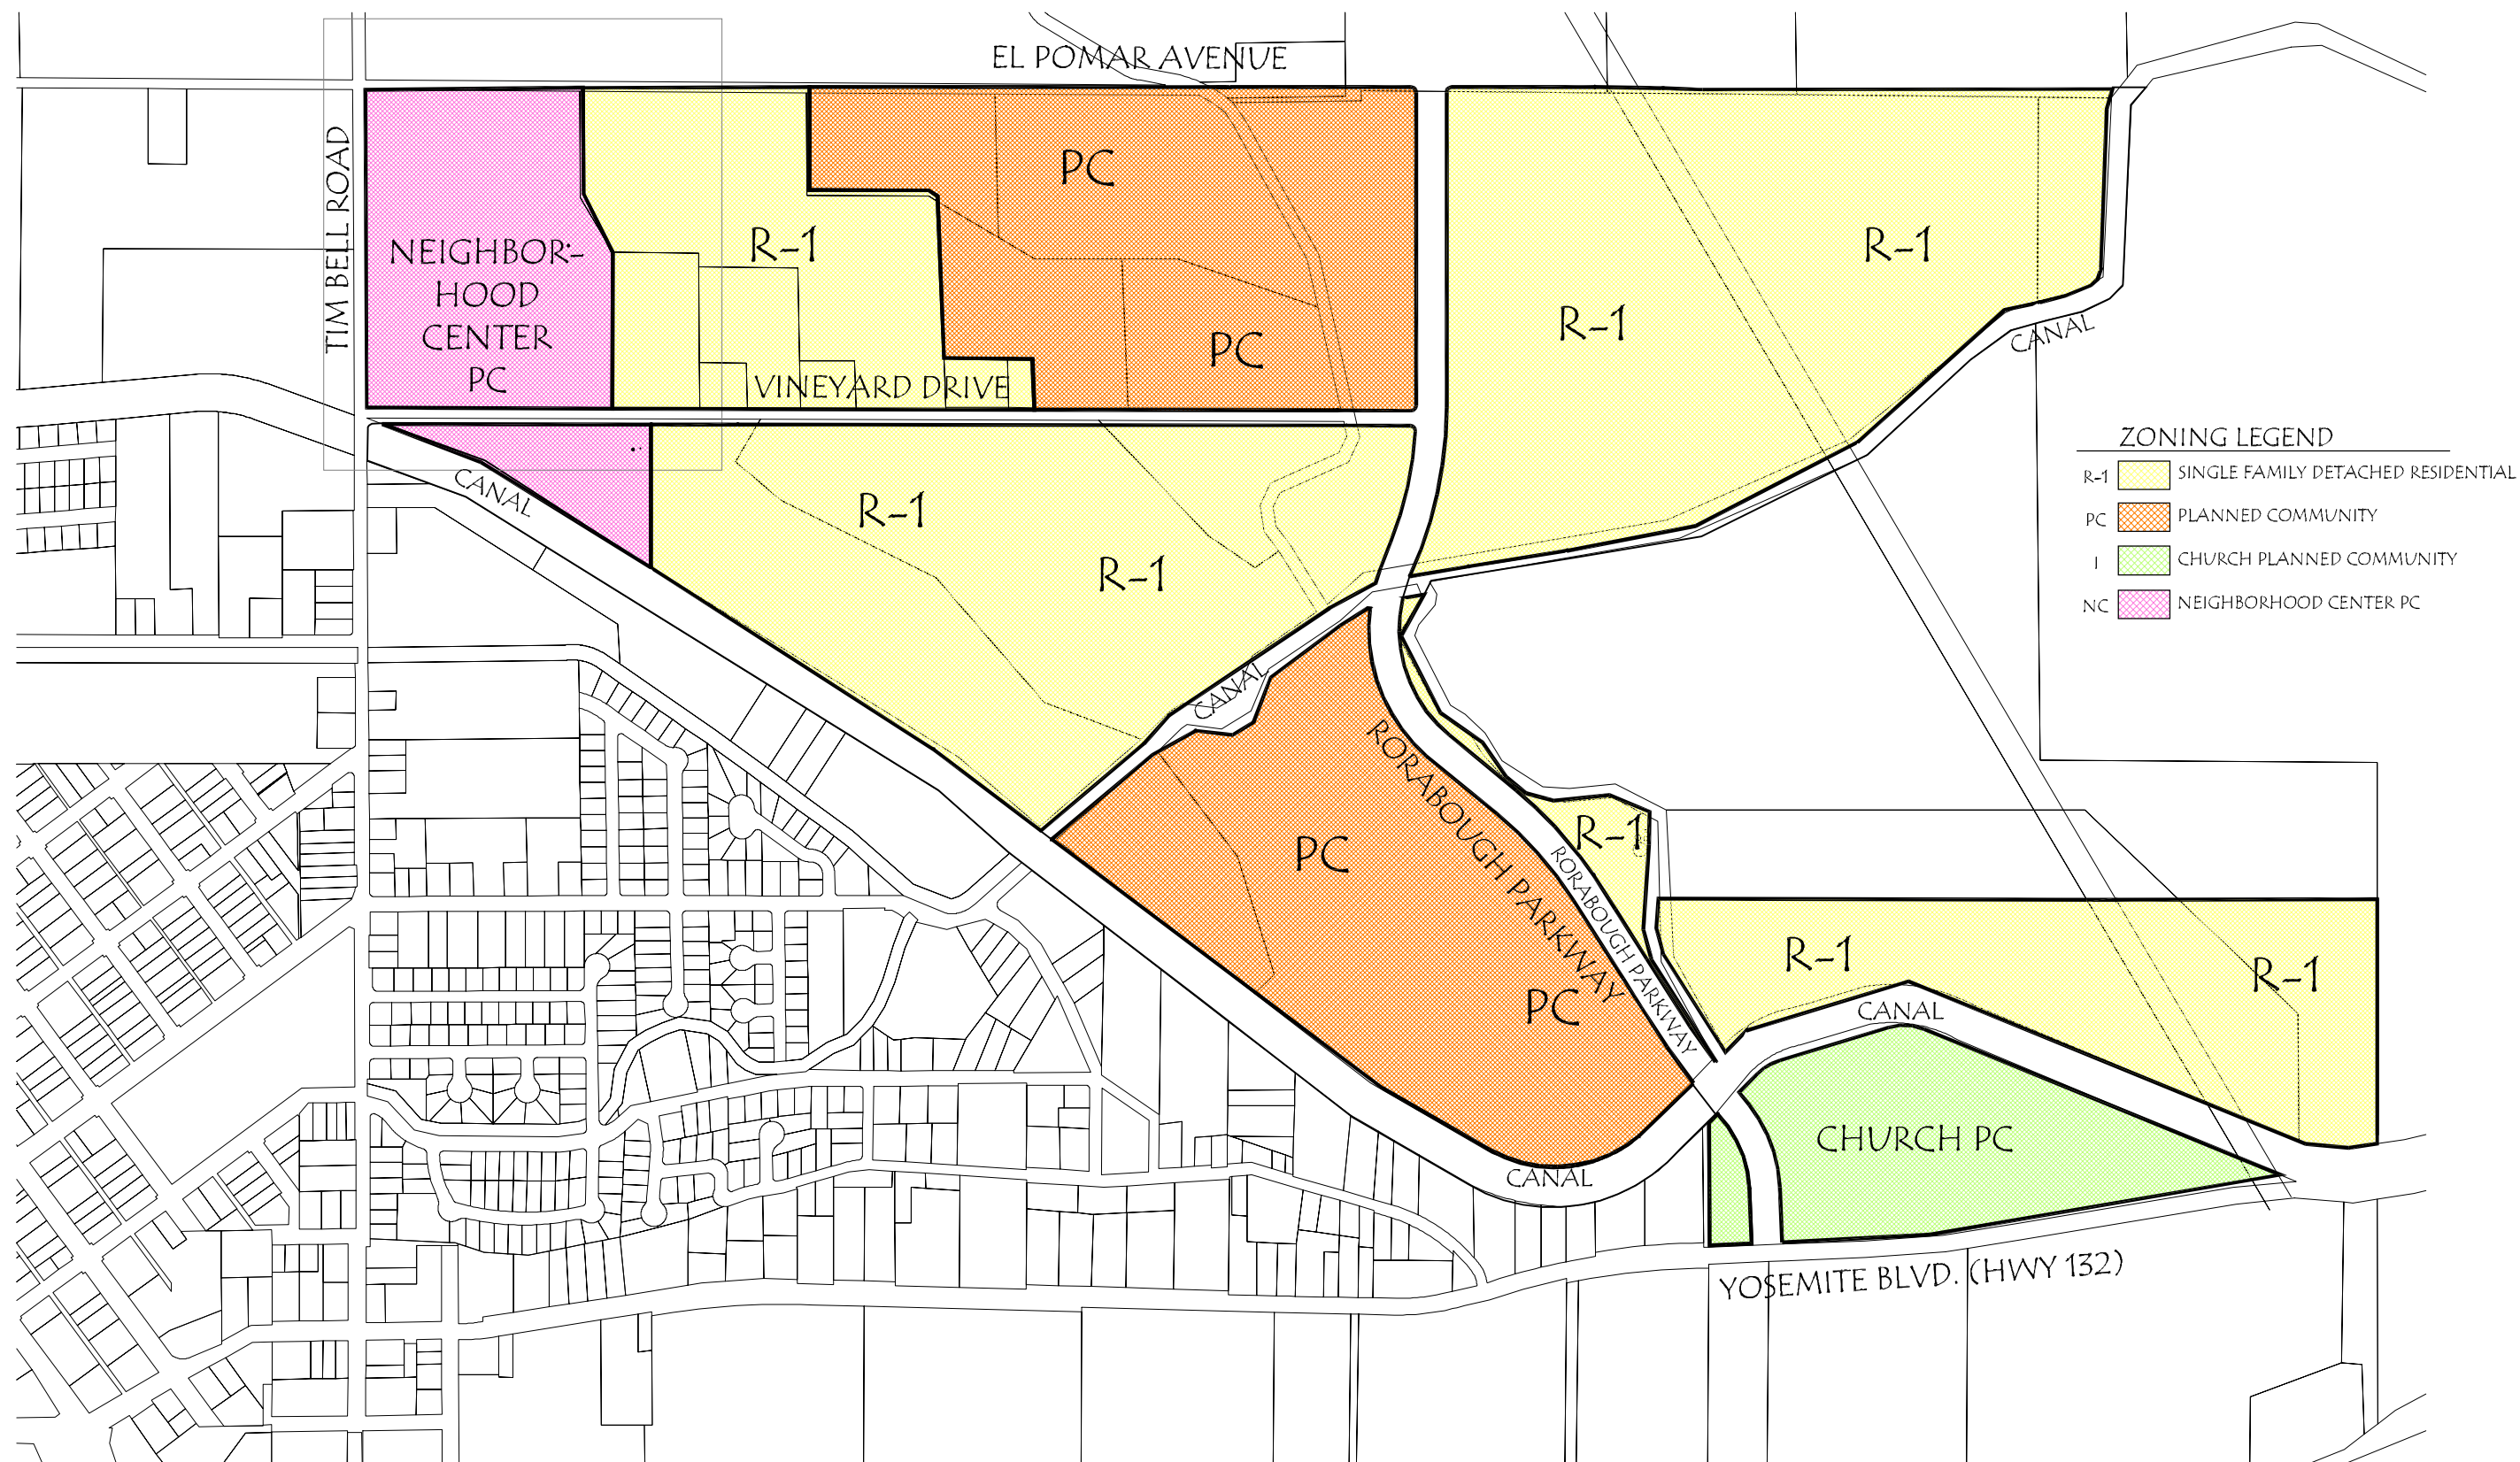 EL POMAR AVENUE
TIM BELL ROAD
NEIGHBOR-
HOOD
CENTER
PC
R-1
PC
PC
R-1
R-1
CANAL
VINEYARD DRIVE
CANAL
R-1
R-1
CANAL
ZONING LEGEND
R-1 SINGLE FAMILY DETACHED RESIDENTIAL
PC PLANNED COMMUNITY
I CHURCH PLANNED COMMUNITY
NC NEIGHBORHOOD CENTER PC
RORABOUGH PARKWAY
RORABOUGH PARKWAY
PC
R-1
PC
R-1
R-1
CANAL
CHURCH PC
CANAL
YOSEMITE BLVD. (HWY 132)